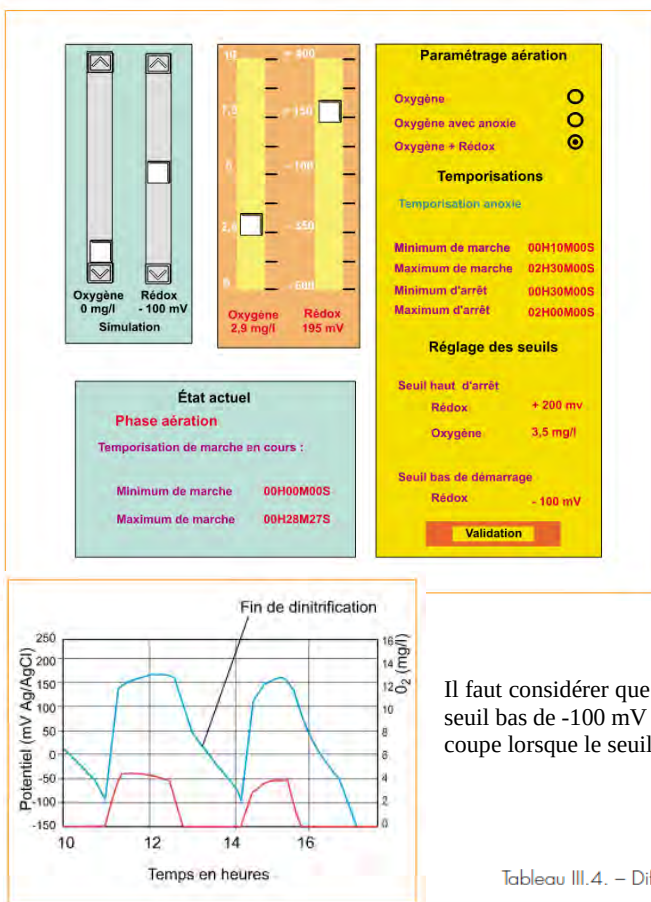 Oxygène
0 mg/l
Rédox
- 100 mV
Simulation
10
7,5
2,5
0
+ 400
+ 150
- 100
- 350
- 600
Oxygène
2,9 mg/l
Rédox
195 mV
Paramétrage aération
Oxygène
Oxygène avec anoxie
Oxygène + Rédox
Temporisations
Temporisation anoxie
Minimum de marche 00H10M00S
Maximum de marche 02H30M00S
Minimum d'arrêt 00H30M00S
Maximum d'arrêt 02H00M00S
Réglage des seuils
Seuil haut d'arrêt
Rédox + 200 mv
Oxygène 3,5 mg/l
Seuil bas de démarrage
Rédox - 100 mV
Validation
État actuel
Phase aération
Temporisation de marche en cours :
Minimum de marche 00H00M00S
Maximum de marche 00H28M27S
Fin de dinitrification
Potentiel (mV Ag/AgCl)
250
200
150
100
50
0
-50
-100
-150
16
14
12
10
8
6
4
2
0
0₂ (mg/l)
10 12 14 16
Temps en heures
Il faut considérer que
seuil bas de -100 mV
coupe lorsque le seuil
Tableau III.4. – Dif